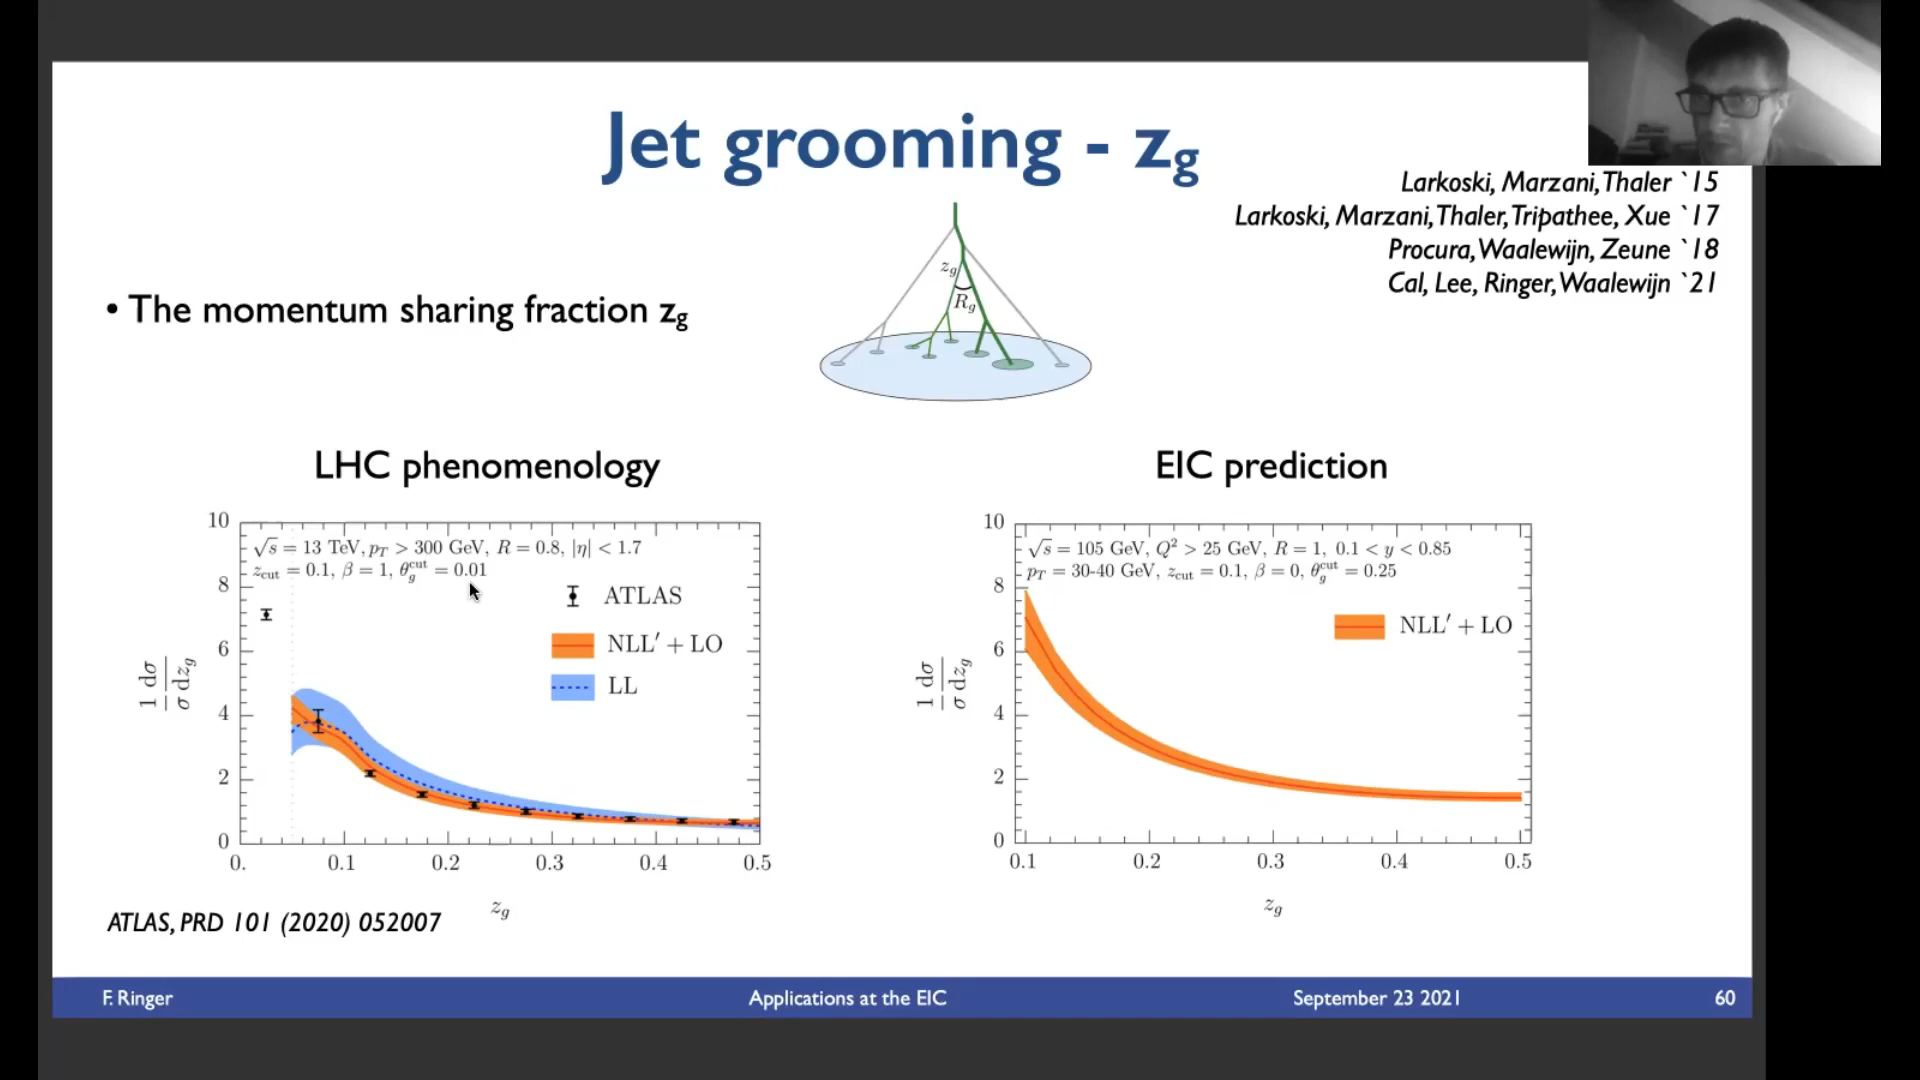 Jet grooming - zg
Larkoski, Marzani, Thaler `15
Larkoski, Marzani, Thaler, Tripathee, Xue `17
Procura, Waalewijn, Zeune `18
Cal, Lee, Ringer, Waalewijn `21
• The momentum sharing fraction zg
zg
Rg
LHC phenomenology
√s = 13 TeV, pT > 300 GeV, R = 0.8, |η| < 1.7
zcut = 0.1, β = 1, θg^cut = 0.01
ATLAS
NLL′ + LO
LL
1/σ dσ/dzg
10
8
6
4
2
0
0. 0.1 0.2 0.3 0.4 0.5
zg
EIC prediction
√s = 105 GeV, Q² > 25 GeV, R = 1, 0.1 < y < 0.85
pT = 30-40 GeV, zcut = 0.1, β = 0, θg^cut = 0.25
NLL′ + LO
1/σ dσ/dzg
10
8
6
4
2
0
0.1 0.2 0.3 0.4 0.5
zg
ATLAS, PRD 101 (2020) 052007
F. Ringer Applications at the EIC September 23 2021 60